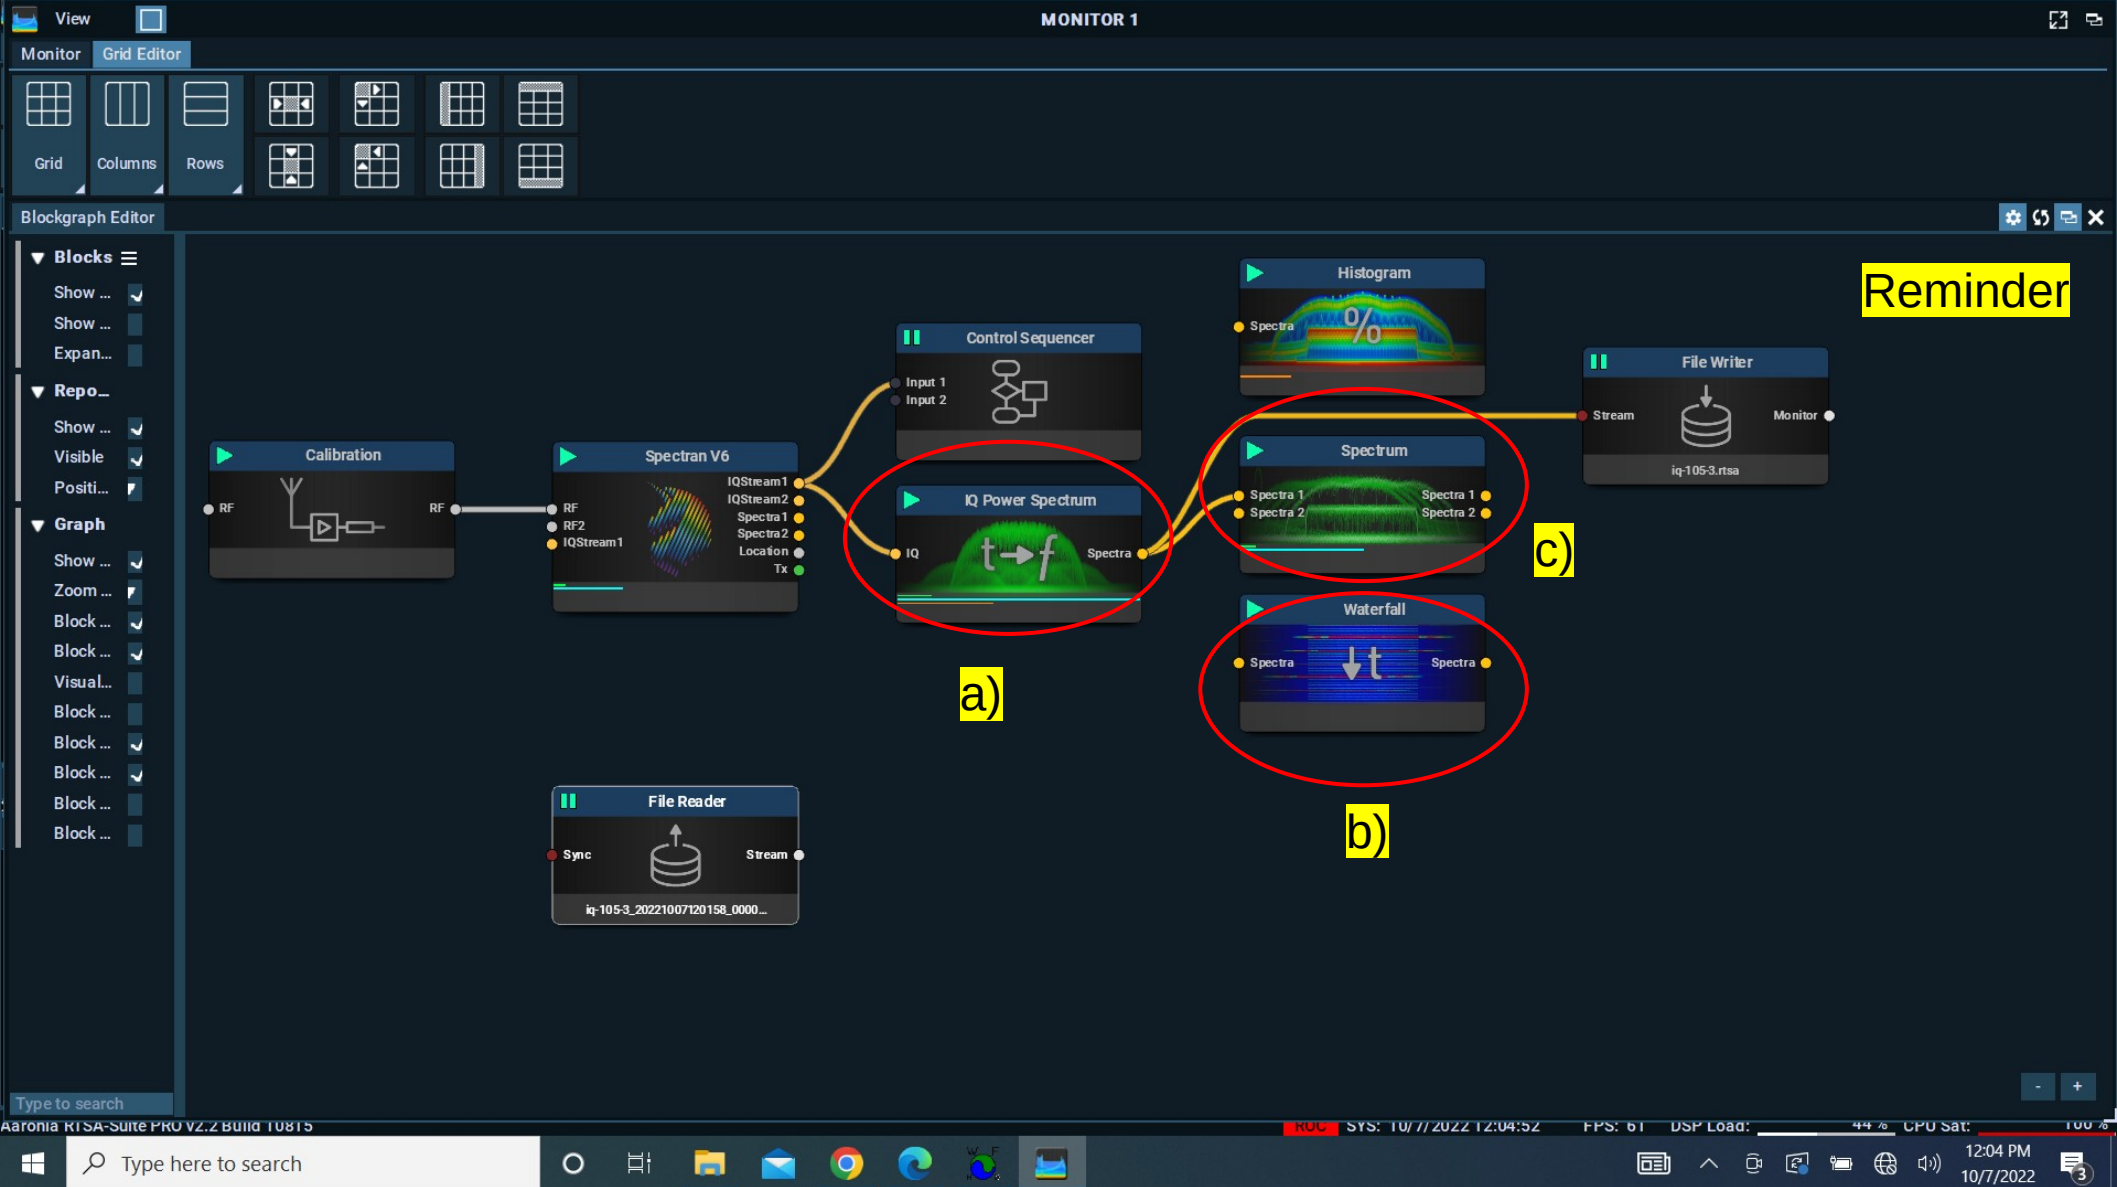 View
MONITOR 1
Monitor
Grid Editor
Grid
Columns
Rows
Blockgraph Editor
Blocks
Show ...
Show ...
Expan...
Repo...
Show ...
Visible
Positi...
Graph
Show ...
Zoom ...
Block ...
Block ...
Visual...
Block ...
Block ...
Block ...
Block ...
Block ...
Type to search
Calibration
RF
RF
Spectran V6
RF
RF2
IQStream1
IQStream1
IQStream2
Spectra1
Spectra2
Location
Tx
Control Sequencer
Input 1
Input 2
IQ Power Spectrum
IQ
t→f
Spectra
a)
Histogram
Spectra
%
Spectrum
Spectra 1
Spectra 2
Spectra 1
Spectra 2
c)
Waterfall
Spectra
↓t
Spectra
b)
Reminder
File Writer
Stream
Monitor
iq-105-3.rtsa
File Reader
Sync
Stream
iq-105-3_20221007120158_0000...
-
+
Aaronia RTSA-Suite PRO v2.2 Build 10815
ROC SYS: 10/7/2022 12:04:52 FPS: 61 DSP Load: 44 % CPU Sat: 100 %
Type here to search
12:04 PM
10/7/2022
3